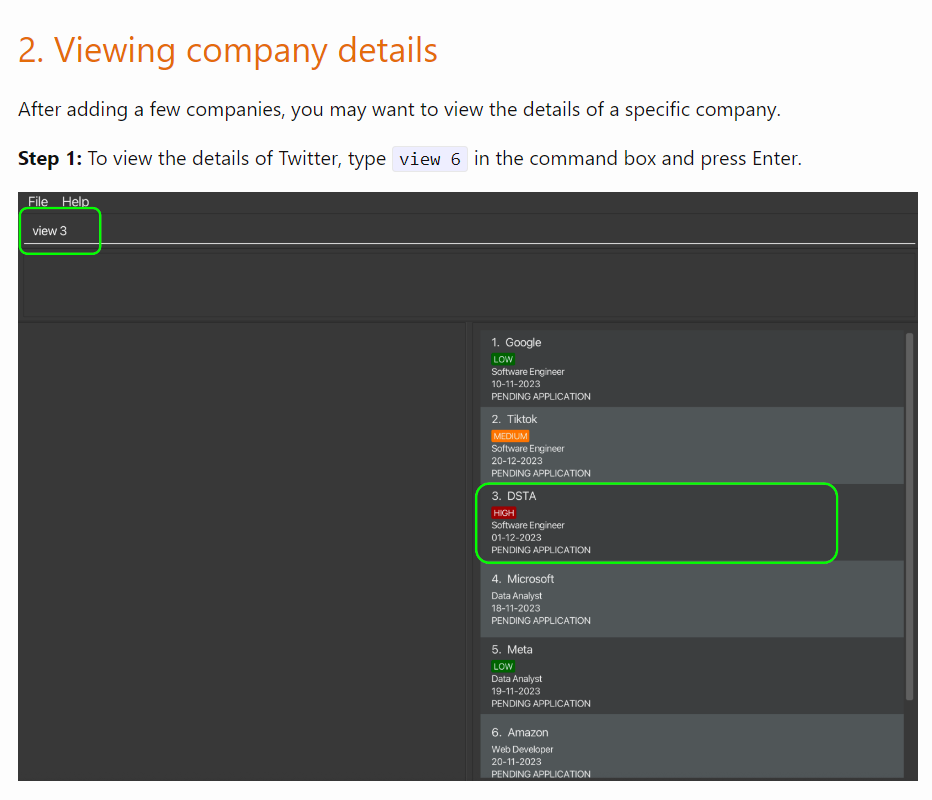 2. Viewing company details
After adding a few companies, you may want to view the details of a specific company.
Step 1: To view the details of Twitter, type view 6 in the command box and press Enter.
File Help
view 3
1. Google
LOW
Software Engineer
10-11-2023
PENDING APPLICATION
2. Tiktok
MEDIUM
Software Engineer
20-12-2023
PENDING APPLICATION
3. DSTA
HIGH
Software Engineer
01-12-2023
PENDING APPLICATION
4. Microsoft
Data Analyst
18-11-2023
PENDING APPLICATION
5. Meta
LOW
Data Analyst
19-11-2023
PENDING APPLICATION
6. Amazon
Web Developer
20-11-2023
PENDING APPLICATION